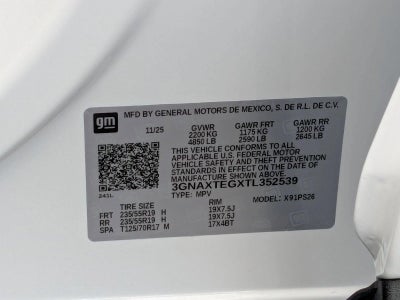 gm
MFD BY GENERAL MOTORS DE MEXICO, S. DE R.L. DE C.V.
11/25 GVWR GAWR FRT GAWR RR
2200 KG 1175 KG 1200 KG
4850 LB 2590 LB 2645 LB
THIS VEHICLE CONFORMS TO ALL
APPLICABLE U.S. FEDERAL MOTOR
VEHICLE SAFETY AND THEFT
PREVENTION STANDARDS IN EFFECT
ON THE DATE OF MANUFACTURE
SHOWN ABOVE.
3GNAXTEGXTL352539
TYPE: MPV MODEL: X91PS26
TIRE SIZE RIM
FRT 235/55R19 H 19X7.5J
RR 235/55R19 H 19X7.5J
SPA T125/70R17 M 17X4BT